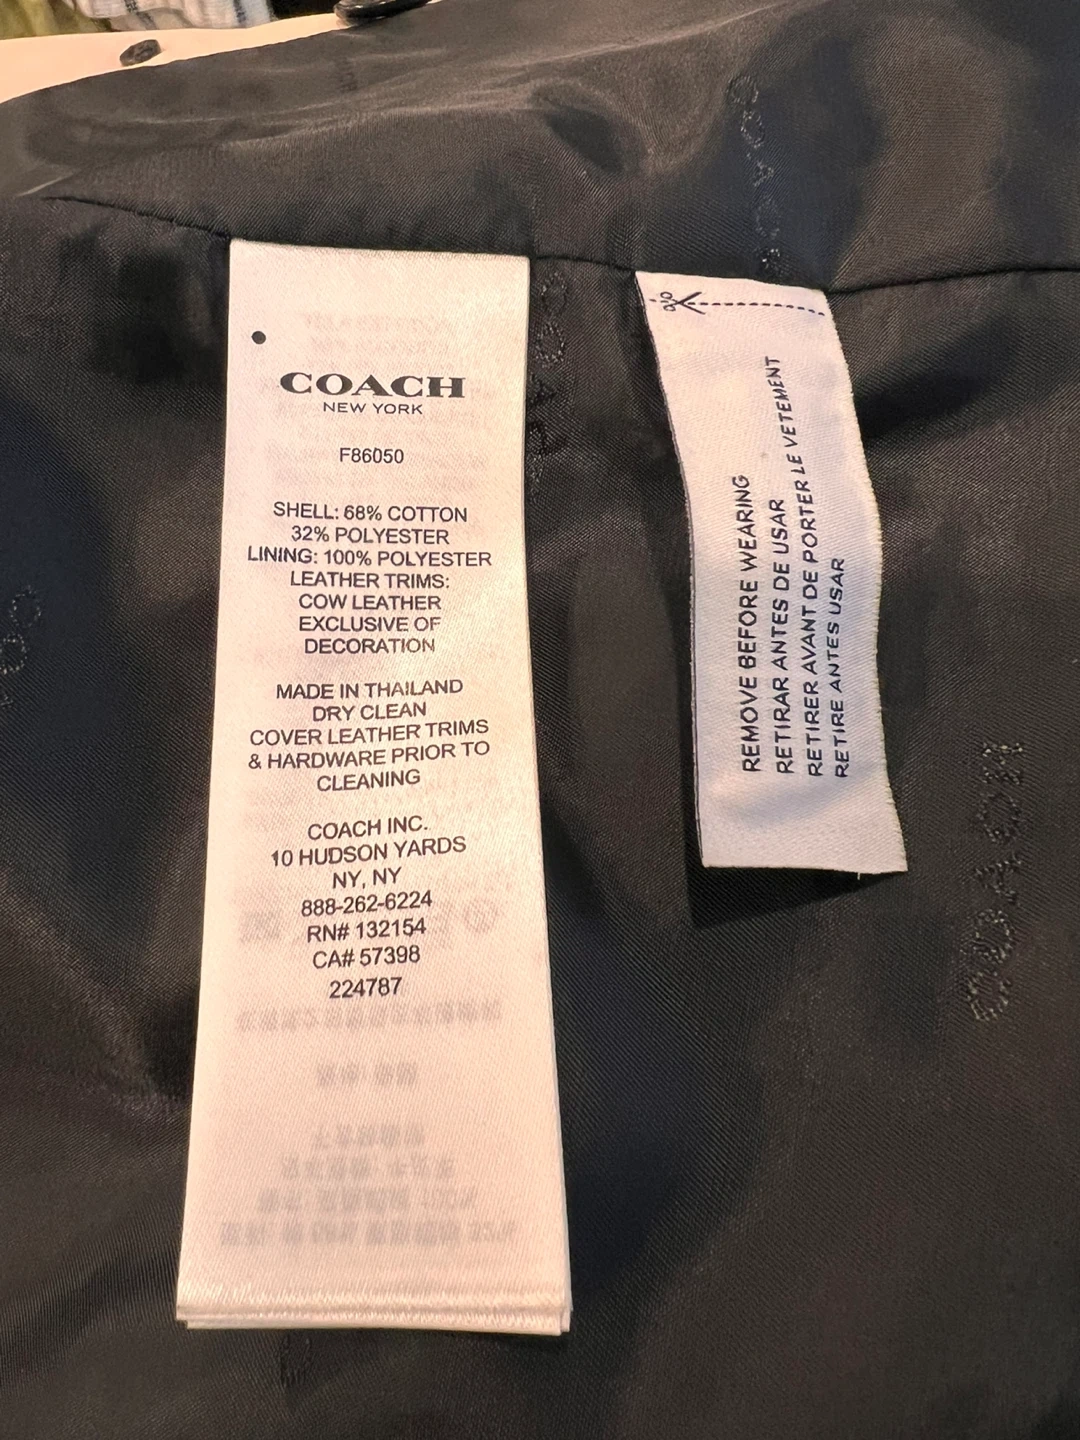 COACH
NEW YORK
F86050
SHELL: 68% COTTON
32% POLYESTER
LINING: 100% POLYESTER
LEATHER TRIMS:
COW LEATHER
EXCLUSIVE OF
DECORATION
MADE IN THAILAND
DRY CLEAN
COVER LEATHER TRIMS
& HARDWARE PRIOR TO
CLEANING
COACH INC.
10 HUDSON YARDS
NY, NY
888-262-6224
RN# 132154
CA# 57398
224787
REMOVE BEFORE WEARING
RETIRAR ANTES DE USAR
RETIRER AVANT DE PORTER LE VETEMENT
RETIRE ANTES USAR
COACH
COACH
COACH